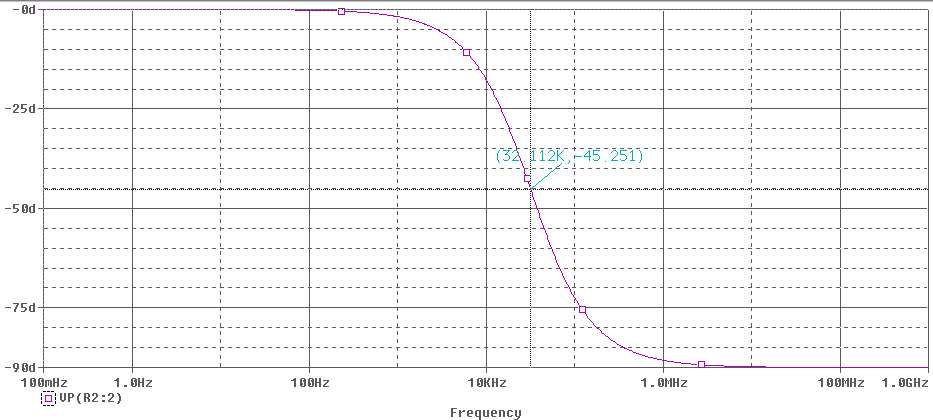 -0d
(32.112K,-45.251)
-25d
-50d
-75d
-90d
100mHz 1.0Hz 100Hz 10KHz 1.0MHz 100MHz 1.0GHz
VP(R2:2)
Frequency